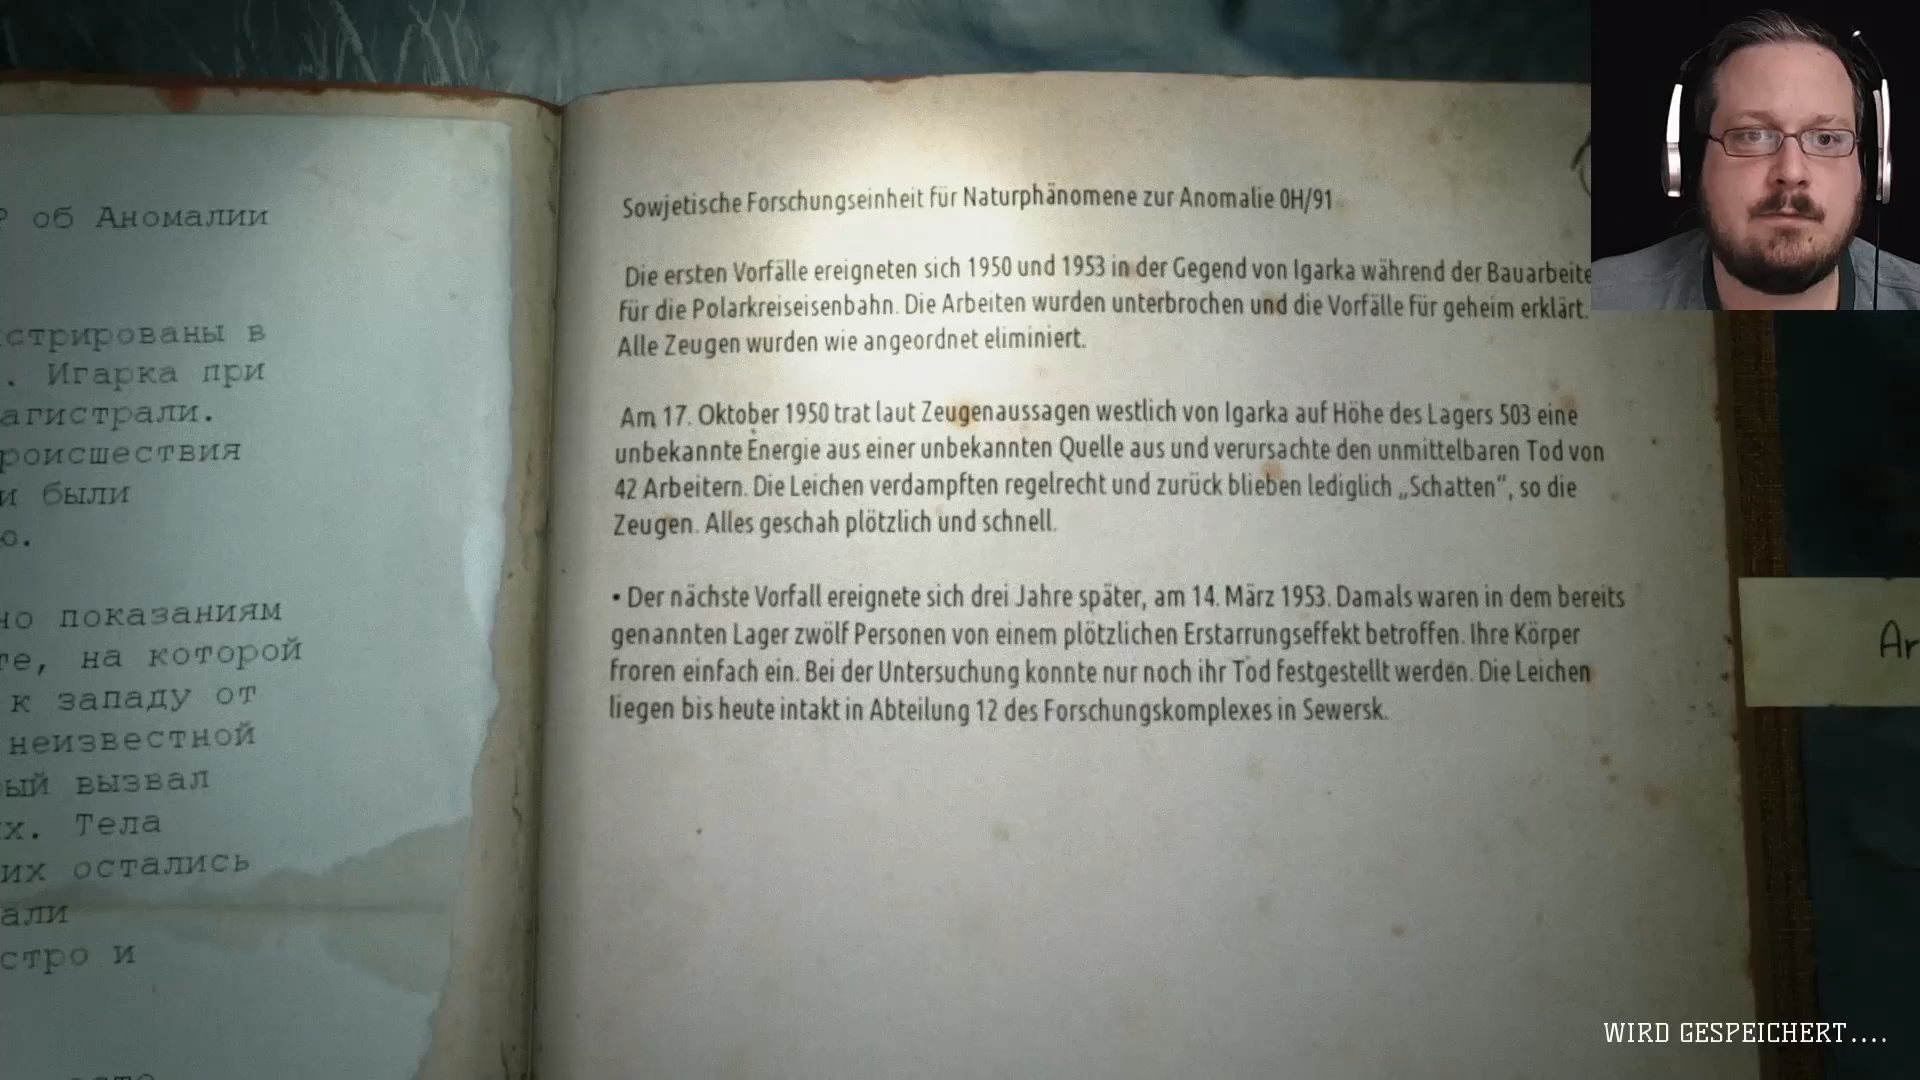 об Аномалии
в
. Игарка при
агистрали.
роисшествия
и были
о.
но показаниям
те, на которой
к западу от
неизвестной
ый вызвал
х. Тела
их остались
али
стро и
Sowjetische Forschungseinheit für Naturphänomene zur Anomalie 0H/91
Die ersten Vorfälle ereigneten sich 1950 und 1953 in der Gegend von Igarka während der Bauarbeite
für die Polarkreiseisenbahn. Die Arbeiten wurden unterbrochen und die Vorfälle für geheim erklärt.
Alle Zeugen wurden wie angeordnet eliminiert.
Am 17. Oktober 1950 trat laut Zeugenaussagen westlich von Igarka auf Höhe des Lagers 503 eine
unbekannte Energie aus einer unbekannten Quelle aus und verursachte den unmittelbaren Tod von
42 Arbeitern. Die Leichen verdampften regelrecht und zurück blieben lediglich „Schatten“, so die
Zeugen. Alles geschah plötzlich und schnell.
• Der nächste Vorfall ereignete sich drei Jahre später, am 14. März 1953. Damals waren in dem bereits
genannten Lager zwölf Personen von einem plötzlichen Erstarrungseffekt betroffen. Ihre Körper
froren einfach ein. Bei der Untersuchung konnte nur noch ihr Tod festgestellt werden. Die Leichen
liegen bis heute intakt in Abteilung 12 des Forschungskomplexes in Sewersk.
Ar
WIRD GESPEICHERT....